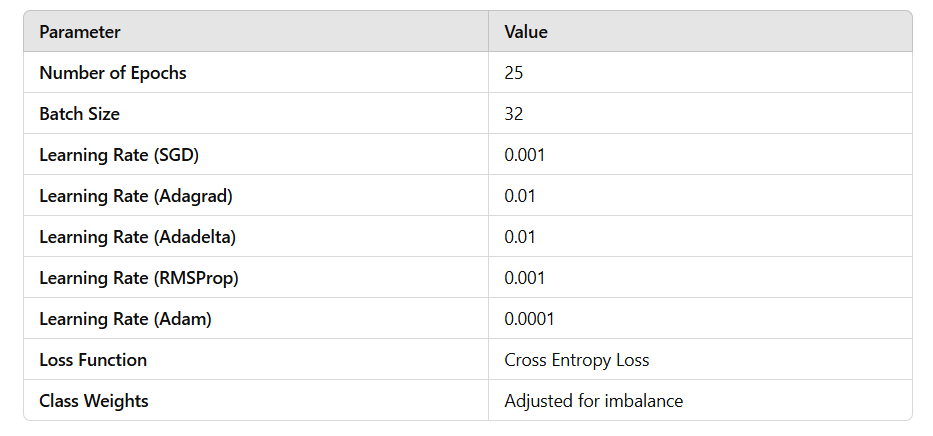 Parameter Value
Number of Epochs 25
Batch Size 32
Learning Rate (SGD) 0.001
Learning Rate (Adagrad) 0.01
Learning Rate (Adadelta) 0.01
Learning Rate (RMSProp) 0.001
Learning Rate (Adam) 0.0001
Loss Function Cross Entropy Loss
Class Weights Adjusted for imbalance